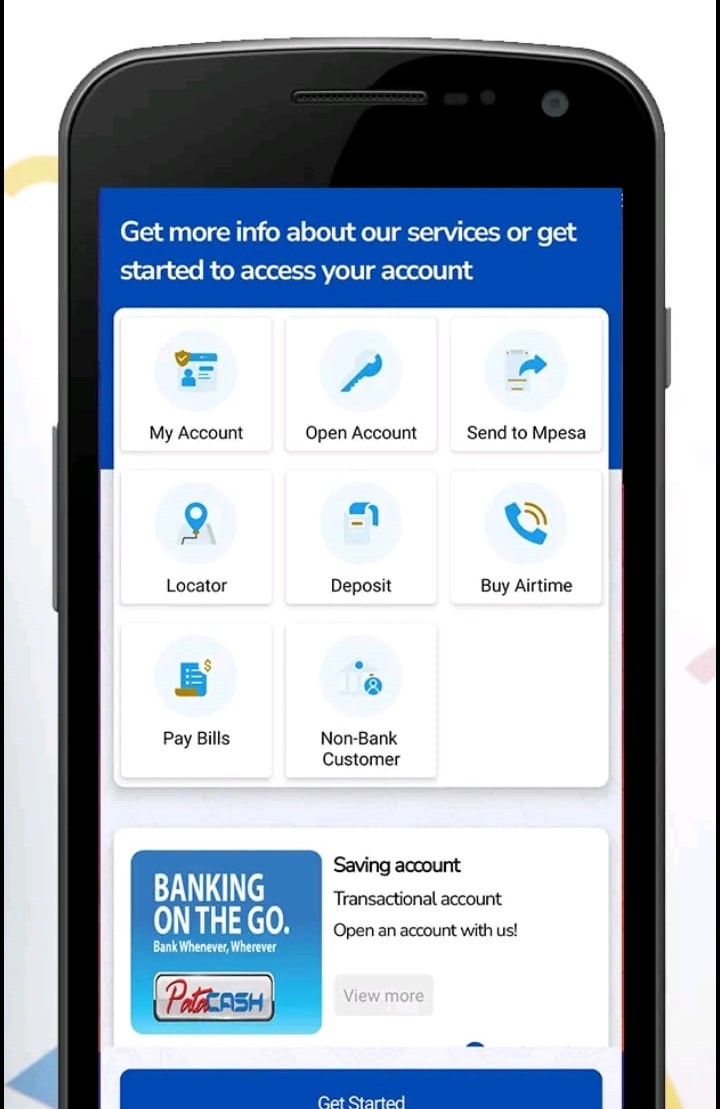 Get more info about our services or get
started to access your account
My Account
Open Account
Send to Mpesa
Locator
Deposit
Buy Airtime
Pay Bills
Non-Bank
Customer
BANKING
ON THE GO.
Bank Whenever, Wherever
PataCASH
Saving account
Transactional account
Open an account with us!
View more
Get Started